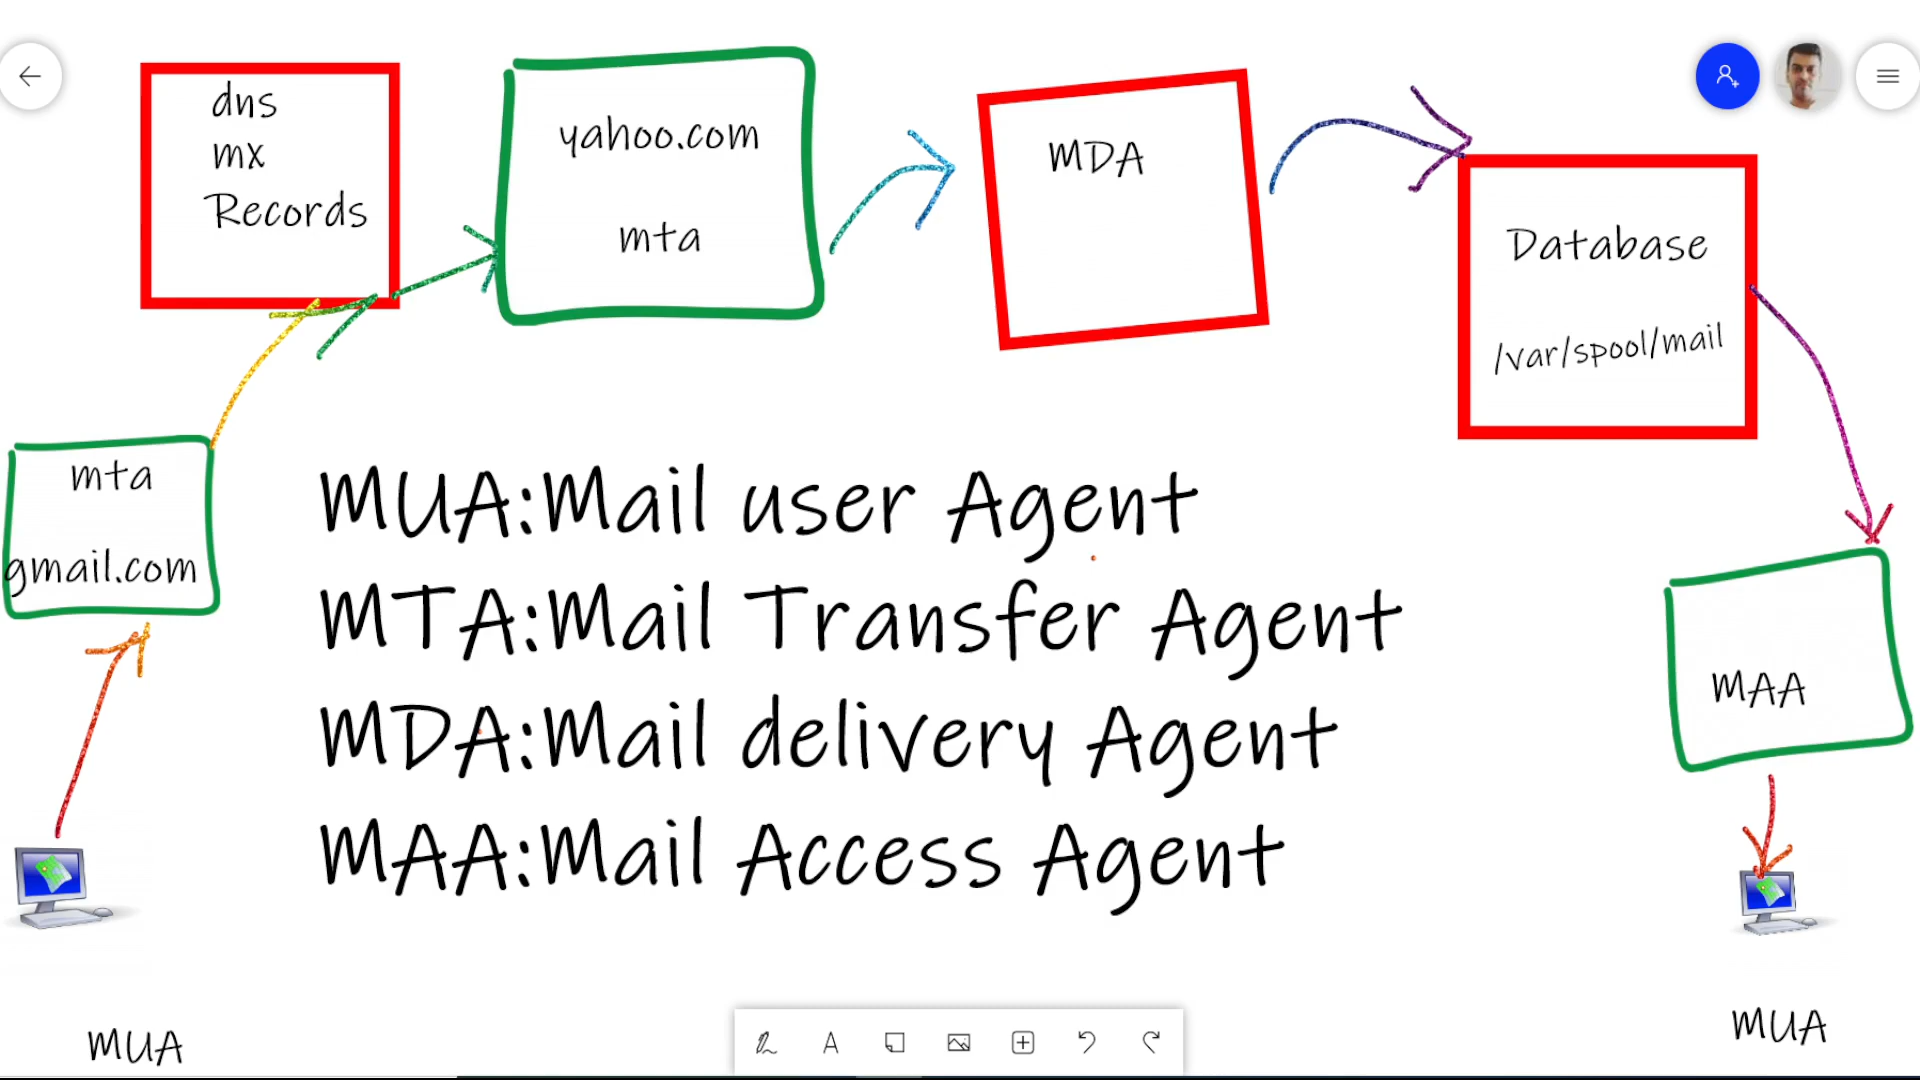 dns
mx
Records
yahoo.com
mta
MDA
Database
/var/spool/mail
mta
gmail.com
MUA:Mail user Agent
MTA:Mail Transfer Agent
MDA:Mail delivery Agent
MAA:Mail Access Agent
MAA
MUA
MUA
A